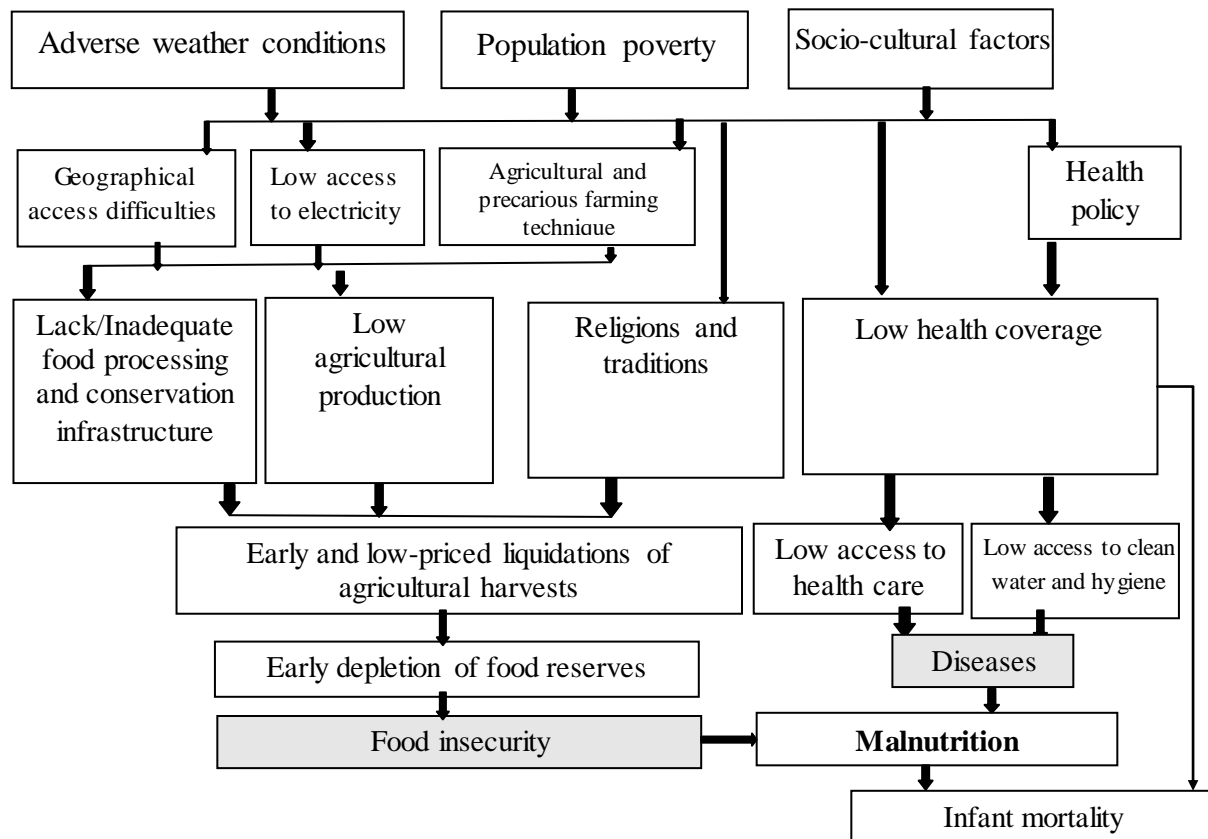 Adverse weather conditions
Population poverty
Socio-cultural factors
Geographical
access difficulties
Low access
to electricity
Agricultural and
precarious farming
technique
Health
policy
Lack/Inadequate
food processing
and conservation
infrastructure
Low
agricultural
production
Religions and
traditions
Low health coverage
Early and low-priced liquidations of
agricultural harvests
Low access to
health care
Low access to clean
water and hygiene
Early depletion of food reserves
Diseases
Food insecurity
Malnutrition
Infant mortality